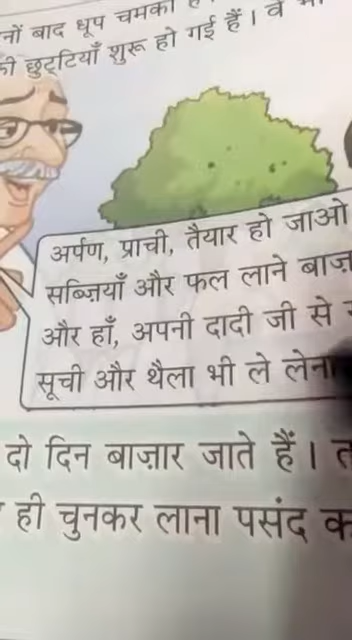 बाद धूप चमकी
छुट्टियाँ शुरू हो गई हैं। वे
अर्पण, प्राची, तैयार हो जाओ
सब्ज़ियाँ और फल लाने
और हाँ, अपनी दादी जी से
सूची और थैला भी ले लेना
दो दिन बाज़ार जाते हैं।
ही चुनकर लाना पसंद